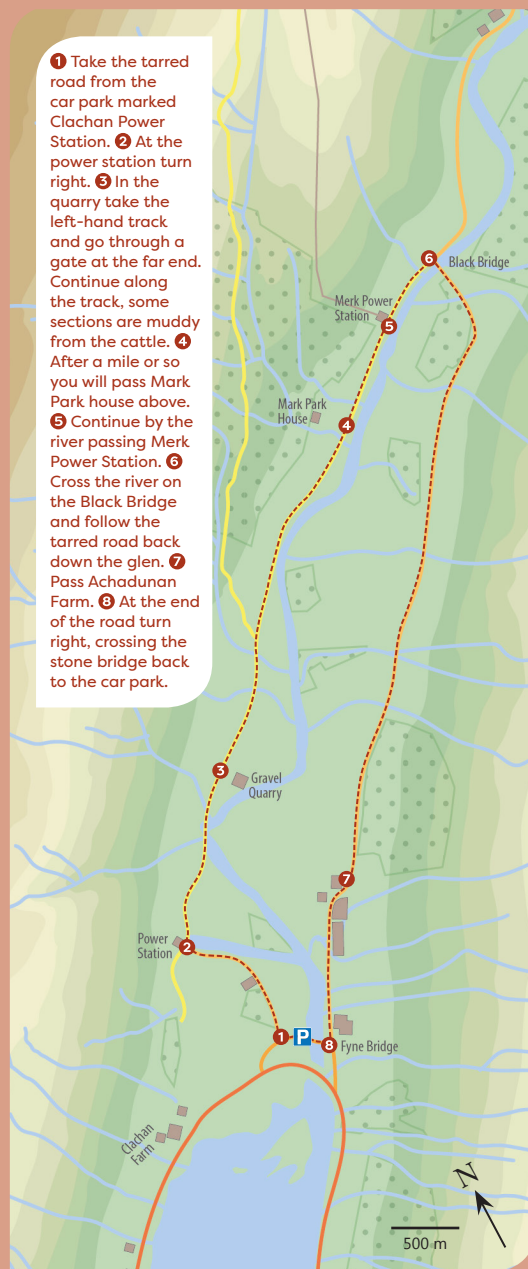 ❶ Take the tarred
road from the
car park marked
Clachan Power
Station. ❷ At the
power station turn
right. ❸ In the
quarry take the
left-hand track
and go through a
gate at the far end.
Continue along
the track, some
sections are muddy
from the cattle. ❹
After a mile or so
you will pass Mark
Park house above.
❺ Continue by the
river passing Merk
Power Station. ❻
Cross the river on
the Black Bridge
and follow the
tarred road back
down the glen. ❼
Pass Achadunan
Farm. ❽ At the end
of the road turn
right, crossing the
stone bridge back
to the car park.
6
Black Bridge
Merk Power
Station
5
Mark Park
House
4
3
Gravel
Quarry
7
Power
Station
2
1
P
8
Fyne Bridge
Clachan
Farm
N
500 m